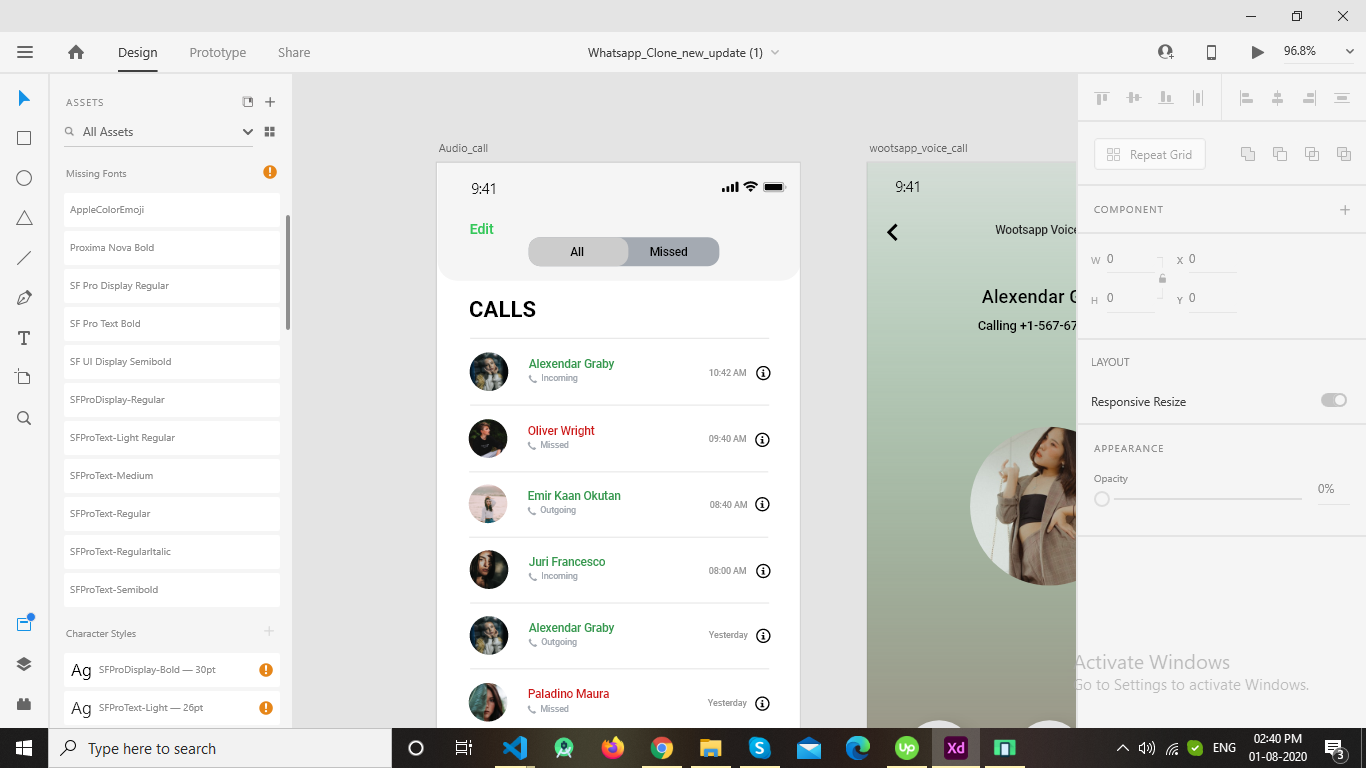 Design
Prototype
Share
Whatsapp_Clone_new_update (1)
96.8%
ASSETS
All Assets
Missing Fonts
AppleColorEmoji
Proxima Nova Bold
SF Pro Display Regular
SF Pro Text Bold
SF UI Display Semibold
SFProDisplay-Regular
SFProText-Light Regular
SFProText-Medium
SFProText-Regular
SFProText-RegularItalic
SFProText-Semibold
Character Styles
Ag SFProDisplay-Bold — 30pt
Ag SFProText-Light — 26pt
Audio_call
9:41
Edit
All
Missed
CALLS
Alexendar Graby
Incoming
10:42 AM
Oliver Wright
Missed
09:40 AM
Emir Kaan Okutan
Outgoing
08:40 AM
Juri Francesco
Incoming
08:00 AM
Alexendar Graby
Outgoing
Yesterday
Paladino Maura
Missed
Yesterday
wootsapp_voice_call
9:41
Wootsapp Voice
Alexendar G
Calling +1-567-67
Repeat Grid
COMPONENT
W 0
X 0
H 0
Y 0
LAYOUT
Responsive Resize
APPEARANCE
Opacity
0%
Activate Windows
Go to Settings to activate Windows.
Type here to search
Up
Xd
ENG
02:40 PM
01-08-2020
3